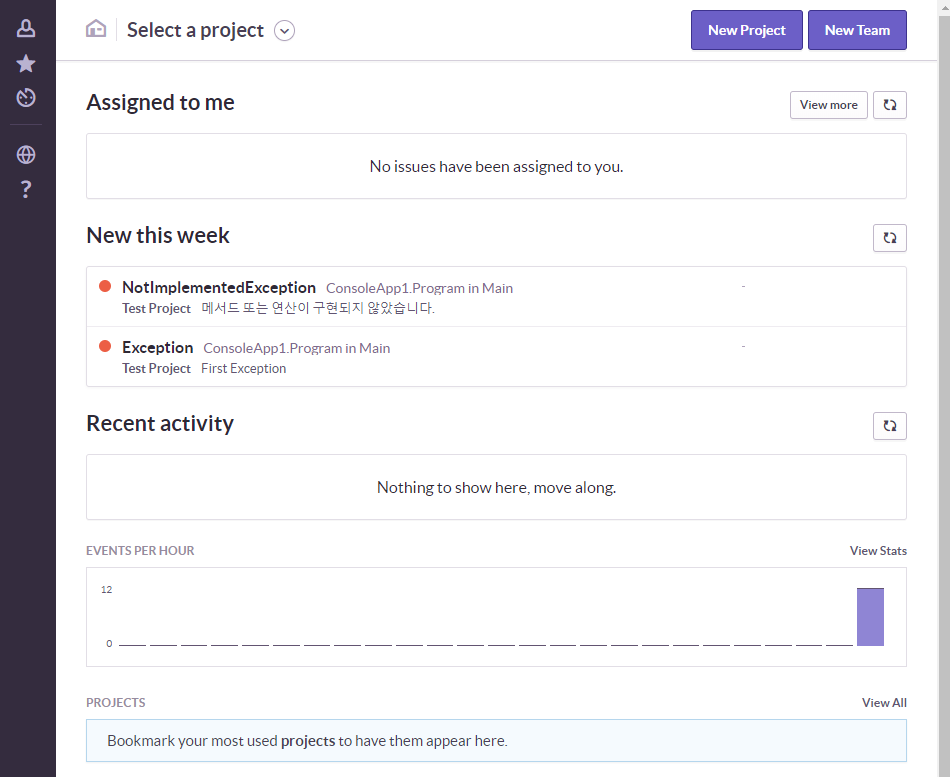 Select a project
New Project
New Team
Assigned to me
View more
No issues have been assigned to you.
New this week
NotImplementedException ConsoleApp1.Program in Main -
Test Project 메서드 또는 연산이 구현되지 않았습니다.
Exception ConsoleApp1.Program in Main -
Test Project First Exception
Recent activity
Nothing to show here, move along.
EVENTS PER HOUR
View Stats
12
0
PROJECTS
View All
Bookmark your most used projects to have them appear here.
?